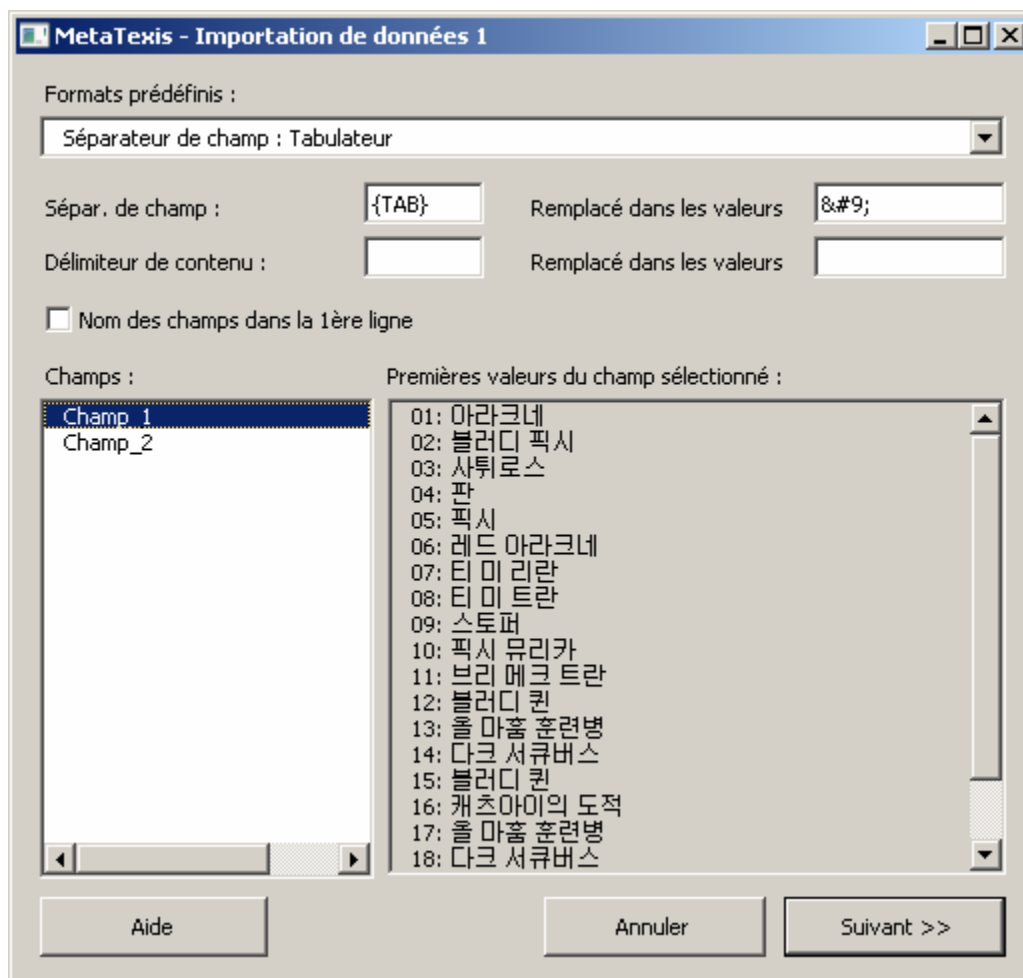 MetaTexis - Importation de données 1
Formats prédéfinis :
Séparateur de champ : Tabulateur
Sépar. de champ : {TAB} Remplacé dans les valeurs &#9;
Délimiteur de contenu : Remplacé dans les valeurs
Nom des champs dans la 1ère ligne
Champs : Premières valeurs du champ sélectionné :
Champ_1
Champ_2
01: 아라크네
02: 블러디 픽시
03: 사튀로스
04: 판
05: 픽시
06: 레드 아라크네
07: 티 미 리란
08: 티 미 트란
09: 스토퍼
10: 픽시 뮤리카
11: 브리 메크 트란
12: 블러디 퀸
13: 올 마훔 훈련병
14: 다크 서큐버스
15: 블러디 퀸
16: 캐츠아이의 도적
17: 올 마훔 훈련병
18: 다크 서큐버스
Aide Annuler Suivant >>